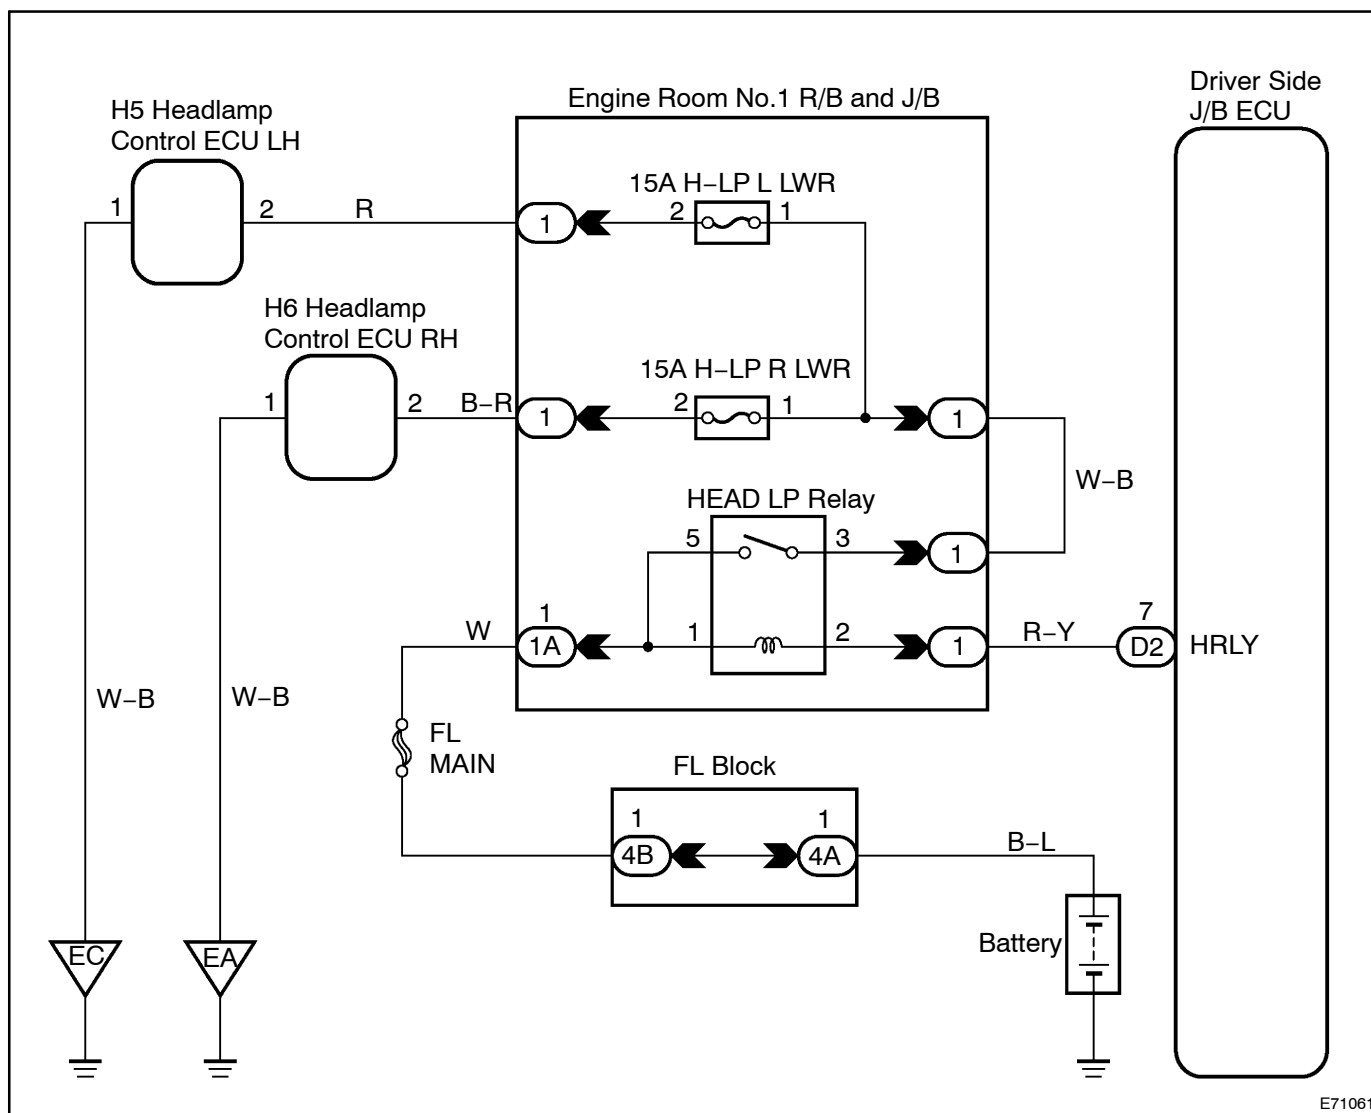 Driver Side
J/B ECU
Engine Room No.1 R/B and J/B
H5 Headlamp
Control ECU LH
15A H–LP L LWR
1
2
R
1
2
1
H6 Headlamp
Control ECU RH
15A H–LP R LWR
1
2
B–R
1
2
1
1
W–B
HEAD LP Relay
5
3
1
1
W
1A
1
2
1
R–Y
7
D2
HRLY
W–B
W–B
FL
MAIN
FL Block
1
1
4B
4A
B–L
Battery
EC
EA
E71061